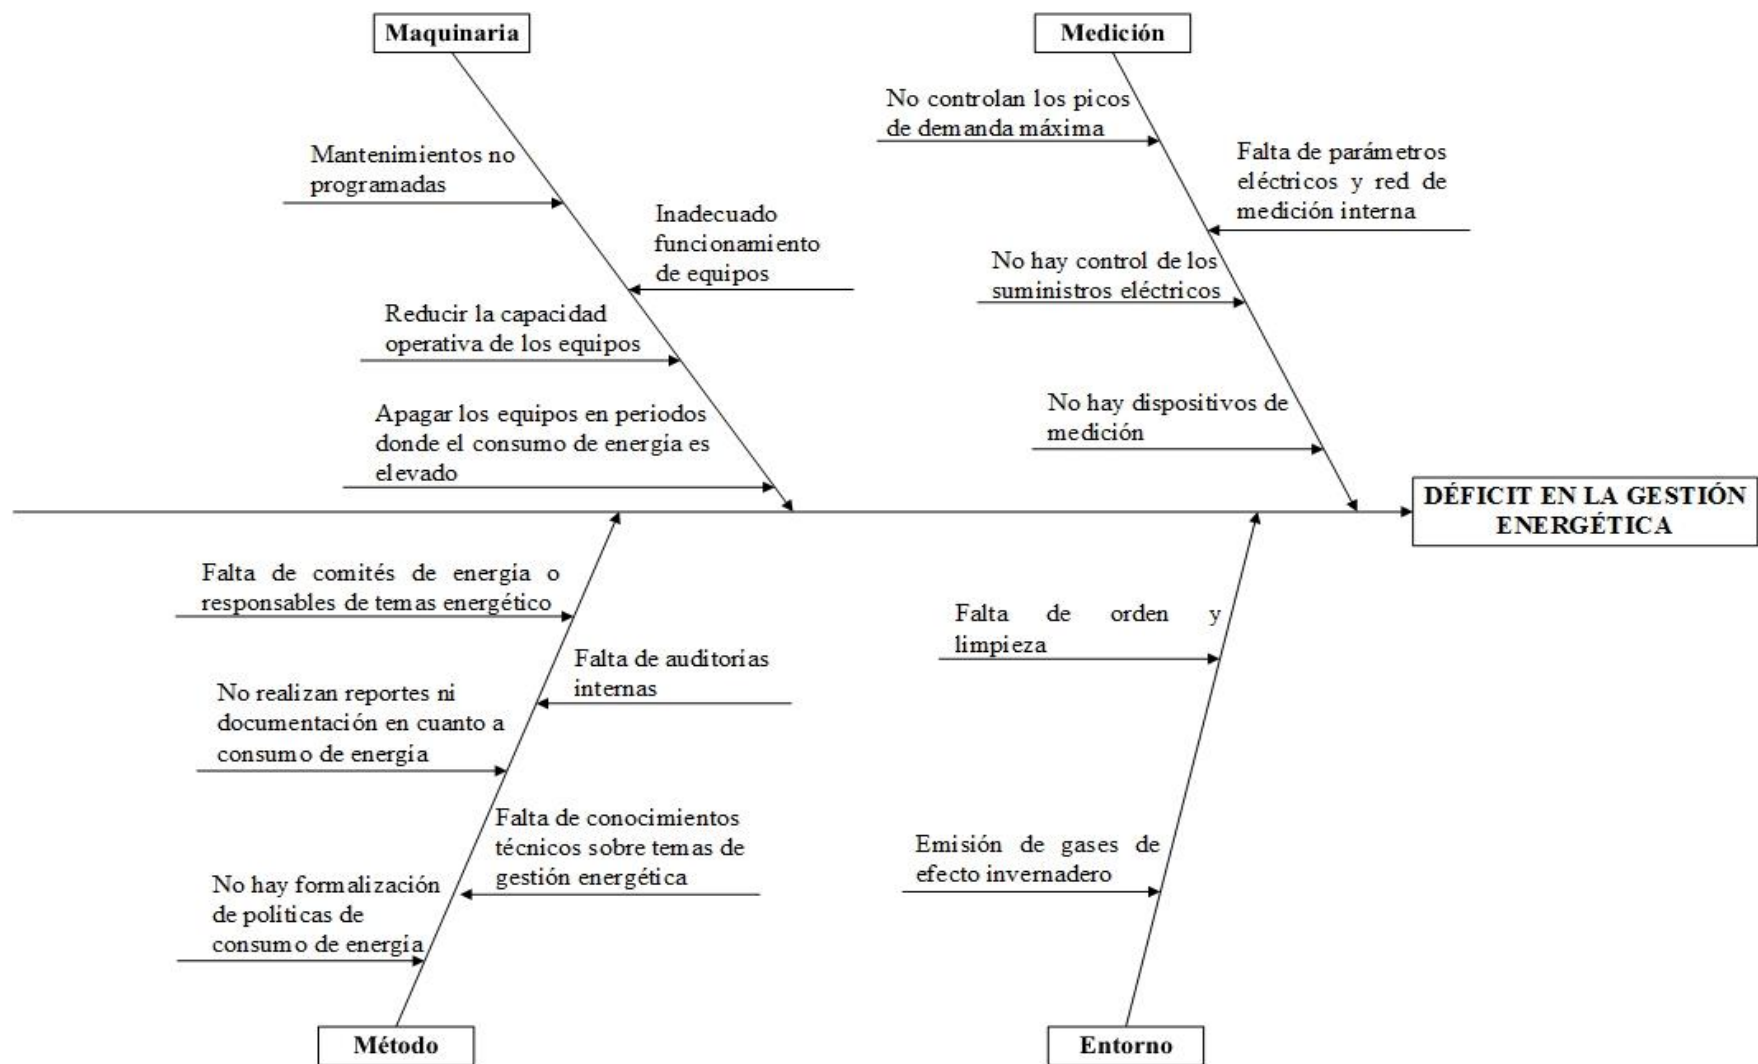 Maquinaria
Medición
No controlan los picos
de demanda máxima
Mantenimientos no
programadas
Falta de parámetros
eléctricos y red de
medición interna
Inadecuado
funcionamiento
de equipos
No hay control de los
suministros eléctricos
Reducir la capacidad
operativa de los equipos
Apagar los equipos en periodos
donde el consumo de energía es
elevado
No hay dispositivos de
medición
DÉFICIT EN LA GESTIÓN
ENERGÉTICA
Falta de comités de energía o
responsables de temas energético
Falta de orden y
limpieza
Falta de auditorías
internas
No realizan reportes ni
documentación en cuanto a
consumo de energía
Falta de conocimientos
técnicos sobre temas de
gestión energética
Emisión de gases de
efecto invernadero
No hay formalización
de políticas de
consumo de energía
Método
Entorno